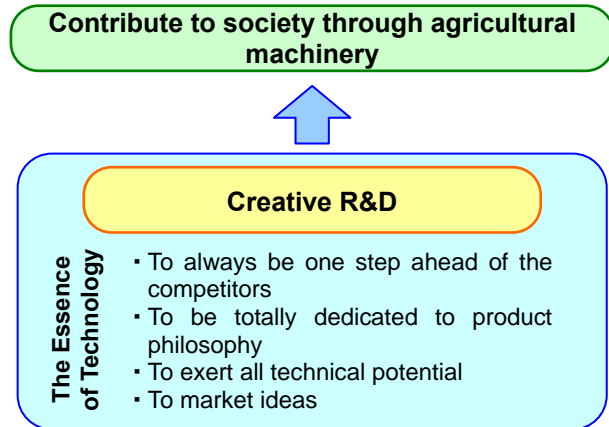 Contribute to society through agricultural
machinery
Creative R&D
The Essence
of Technology
▪ To always be one step ahead of the
competitors
▪ To be totally dedicated to product
philosophy
▪ To exert all technical potential
▪ To market ideas